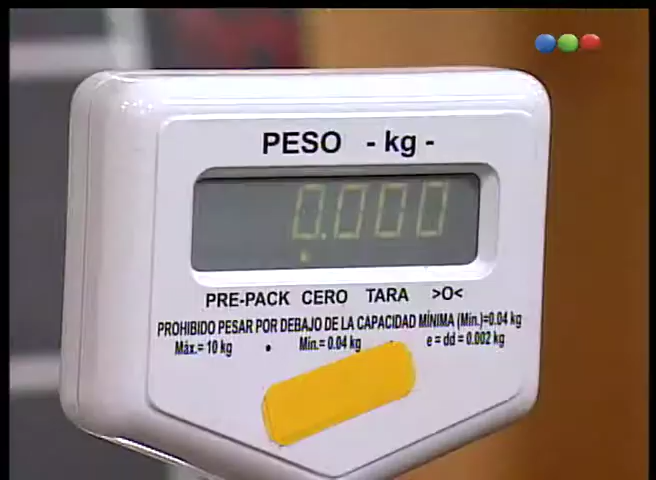 PESO - kg -
0.000
PRE-PACK CERO TARA >O<
PROHIBIDO PESAR POR DEBAJO DE LA CAPACIDAD MÍNIMA (Mín.)=0.04 kg
Máx.= 10 kg • Mín.= 0.04 kg e = dd = 0.002 kg